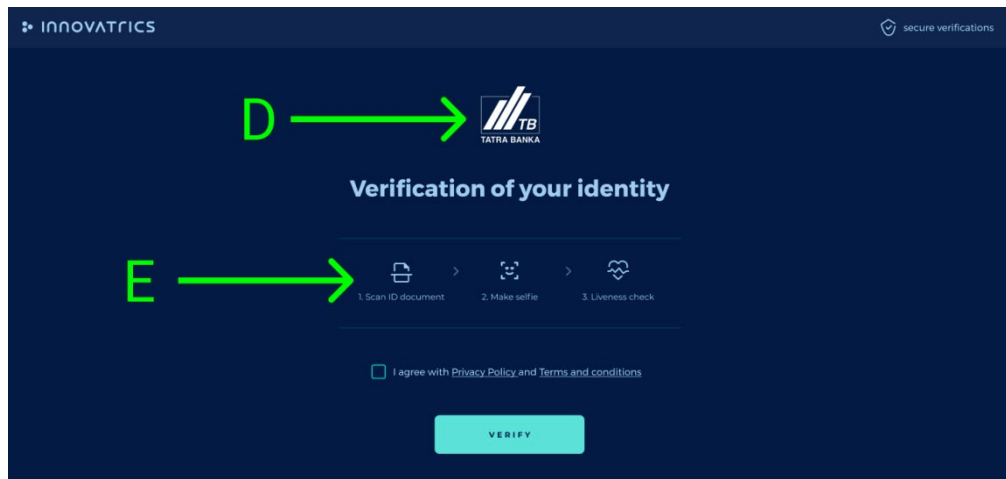 INNOVATRICS
secure verifications
D
TB
TATRA BANKA
Verification of your identity
E
1. Scan ID document
2. Make selfie
3. Liveness check
I agree with Privacy Policy and Terms and conditions
VERIFY